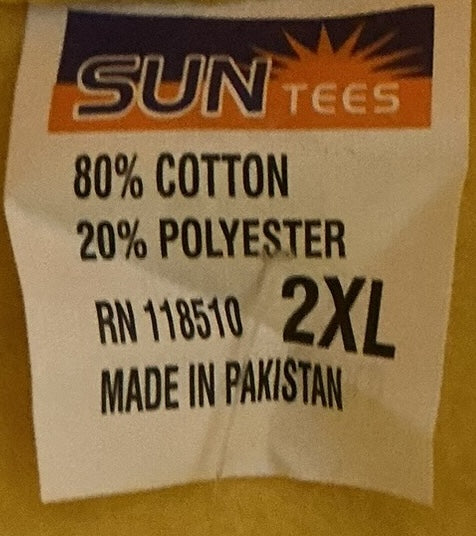 SUN TEES
80% COTTON
20% POLYESTER
RN 118510 2XL
MADE IN PAKISTAN